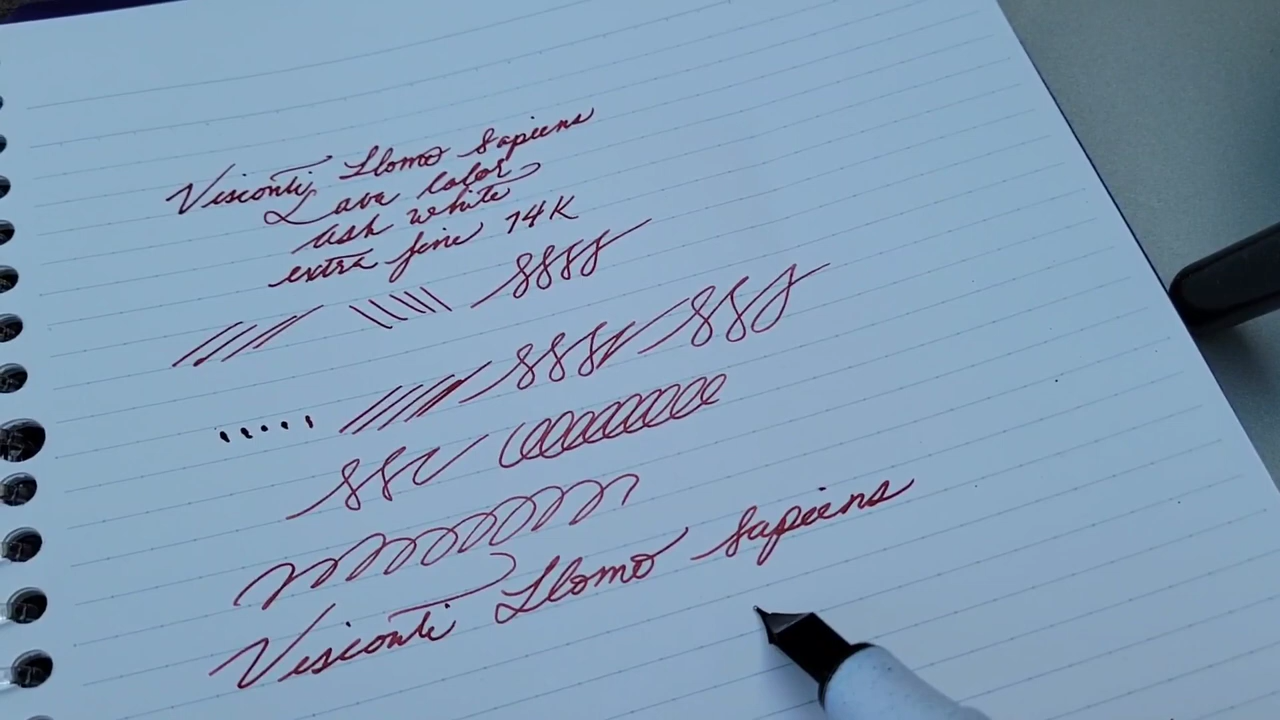 Visconti Homo Sapiens
Lava color
ash white
extra fine 14K
Visconti Homo Sapiens